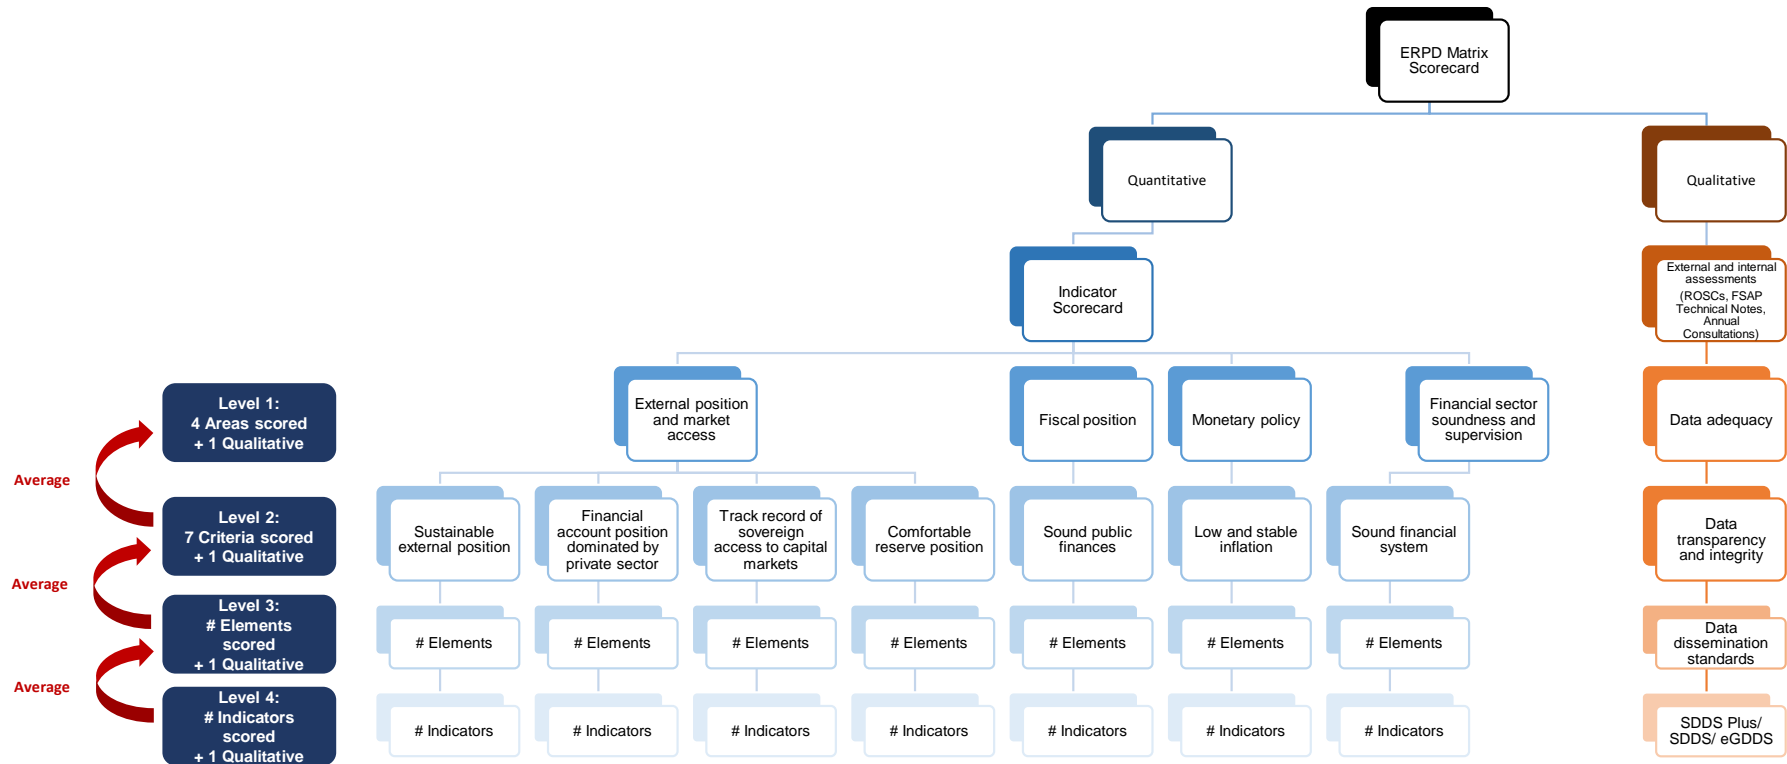 ERPD Matrix
Scorecard
Quantitative
Qualitative
Indicator
Scorecard
External and internal
assessments
(ROSCs, FSAP
Technical Notes,
Annual
Consultations)
Level 1:
4 Areas scored
+ 1 Qualitative
External position
and market
access
Fiscal position
Monetary policy
Financial sector
soundness and
supervision
Data adequacy
Average
Level 2:
7 Criteria scored
+ 1 Qualitative
Sustainable
external position
Financial
account position
dominated by
private sector
Track record of
sovereign
access to capital
markets
Comfortable
reserve position
Sound public
finances
Low and stable
inflation
Sound financial
system
Data
transparency
and integrity
Average
Level 3:
# Elements
scored
+ 1 Qualitative
# Elements
# Elements
# Elements
# Elements
# Elements
# Elements
# Elements
Data
dissemination
standards
Average
Level 4:
# Indicators
scored
+ 1 Qualitative
# Indicators
# Indicators
# Indicators
# Indicators
# Indicators
# Indicators
# Indicators
SDDS Plus/
SDDS/ eGDDS